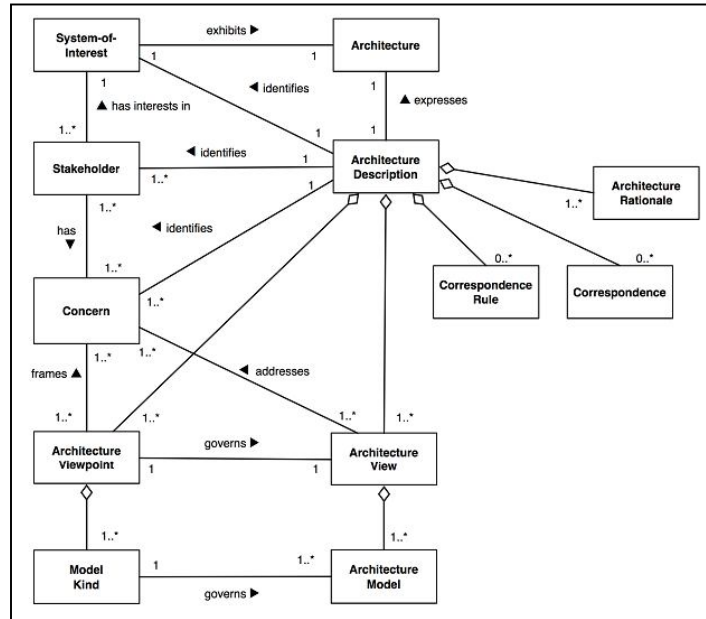 exhibits ▶
System-of-
Interest
Architecture
1
1
1
1
◀ identifies
1
▲ has interests in
▲ expresses
1..*
1
1
Stakeholder
◀ identifies
1
1..*
Architecture
Description
1
1..*
Architecture
Rationale
1..*
has
▼
◀ identifies
1..*
1..*
0..*
0..*
Concern
Correspondence
Rule
Correspondence
1..*
1..*
frames ▲
◀ addresses
1..*
1..*
1..*
1..*
Architecture
Viewpoint
governs ▶
1
1
Architecture
View
1..*
1..*
Model
Kind
1
1..*
governs ▶
Architecture
Model